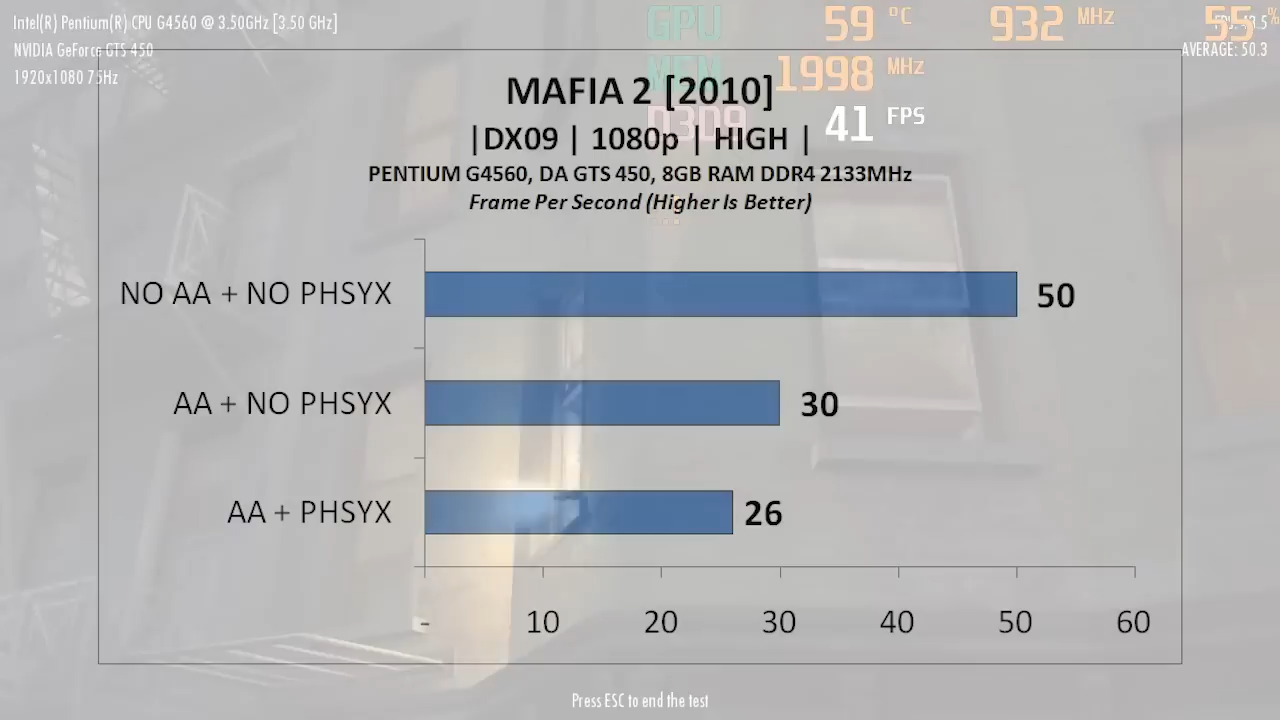 Intel(R) Pentium(R) CPU G4560 @ 3.50GHz [3.50 GHz]
NVIDIA GeForce GTS 450
1920x1080 75Hz
GPU 59 °C 932 MHz 55 %
MEM 1998 MHz
D3D9 41 FPS
AVERAGE: 50.3
MAFIA 2 [2010]
|DX09 | 1080p | HIGH |
PENTIUM G4560, DA GTS 450, 8GB RAM DDR4 2133MHz
Frame Per Second (Higher Is Better)
NO AA + NO PHSYX 50
AA + NO PHSYX 30
AA + PHSYX 26
- 10 20 30 40 50 60
Press ESC to end the test